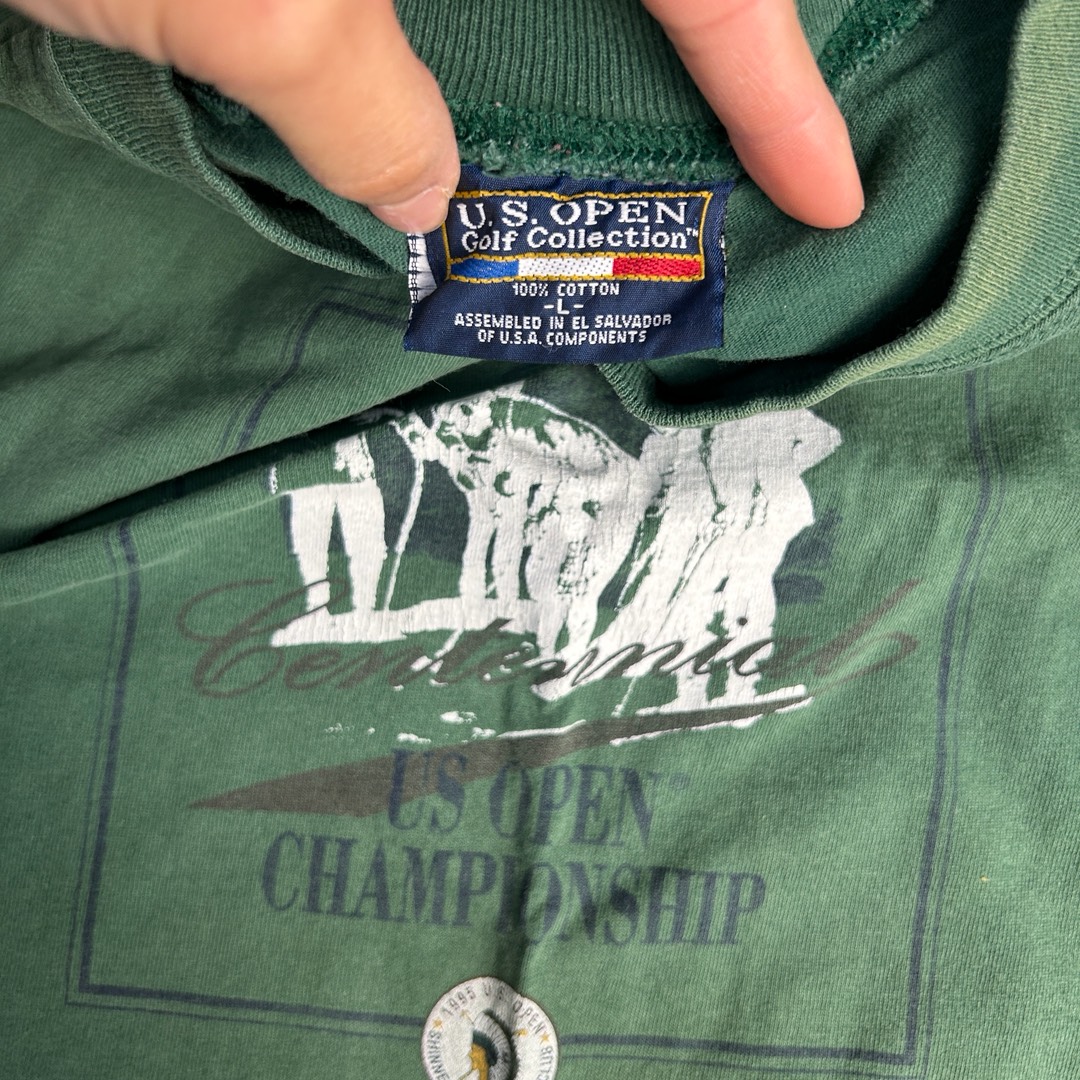 U.S. OPEN
Golf Collection™
100% COTTON
-L-
ASSEMBLED IN EL SALVADOR
OF U.S.A. COMPONENTS
Centennial
US OPEN®
CHAMPIONSHIP
1995 U.S. OPEN